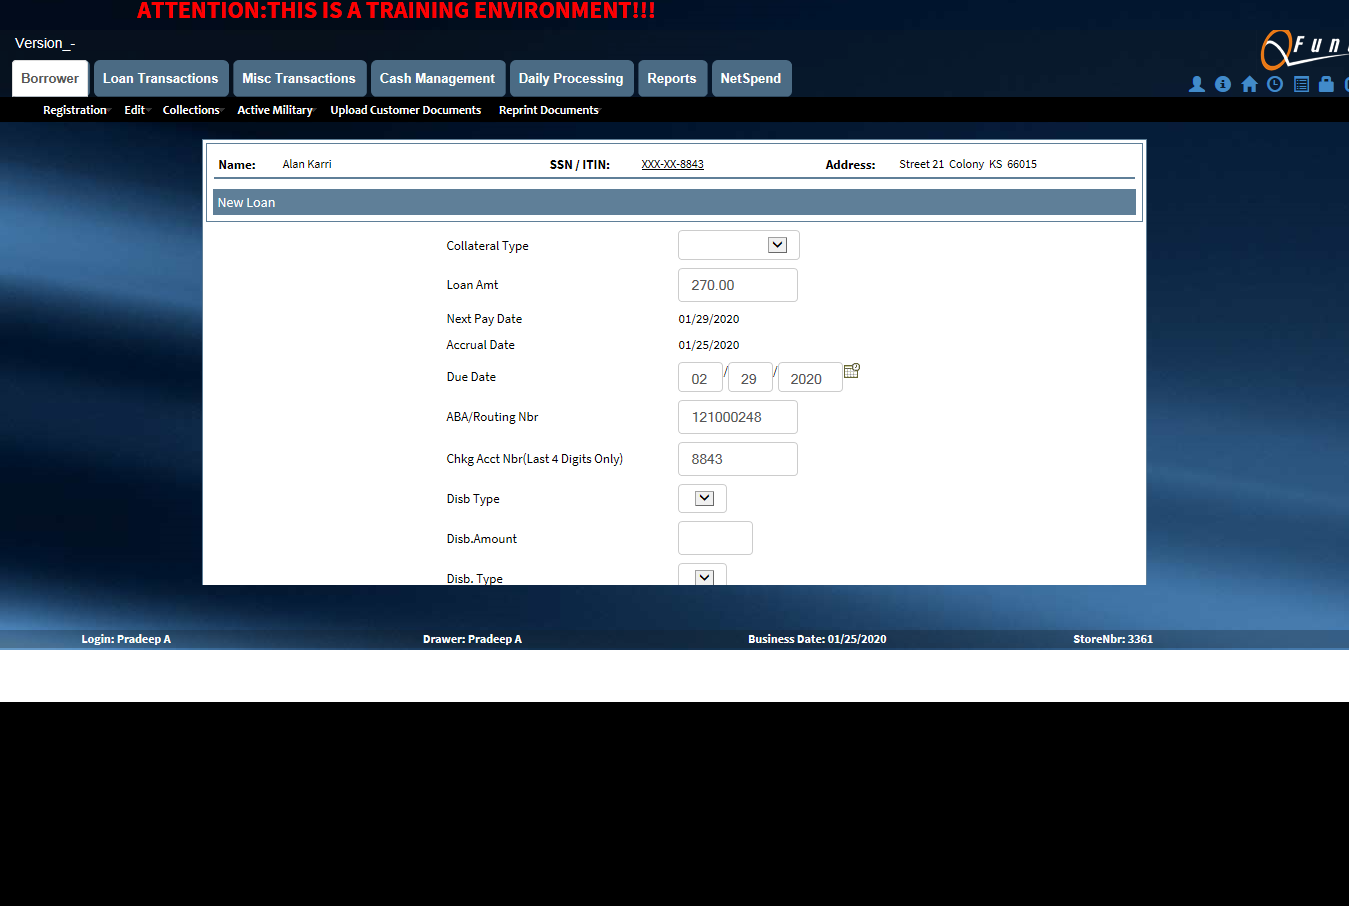 ATTENTION:THIS IS A TRAINING ENVIRONMENT!!!
Version_-
Borrower Loan Transactions Misc Transactions Cash Management Daily Processing Reports NetSpend
Registration Edit Collections Active Military Upload Customer Documents Reprint Documents
Name: Alan Karri SSN / ITIN: XXX-XX-8843 Address: Street 21 Colony KS 66015
New Loan
Collateral Type
Loan Amt 270.00
Next Pay Date 01/29/2020
Accrual Date 01/25/2020
Due Date 02 / 29 / 2020
ABA/Routing Nbr 121000248
Chkg Acct Nbr(Last 4 Digits Only) 8843
Disb Type
Disb.Amount
Disb. Type
Login: Pradeep A Drawer: Pradeep A Business Date: 01/25/2020 StoreNbr: 3361